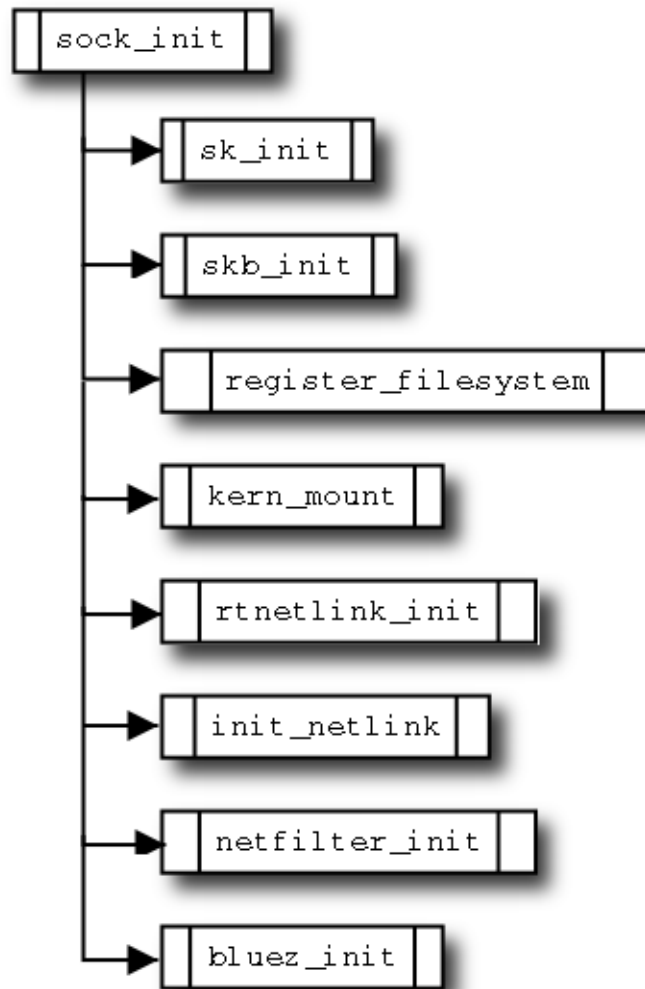 sock_init
sk_init
skb_init
register_filesystem
kern_mount
rtnetlink_init
init_netlink
netfilter_init
bluez_init